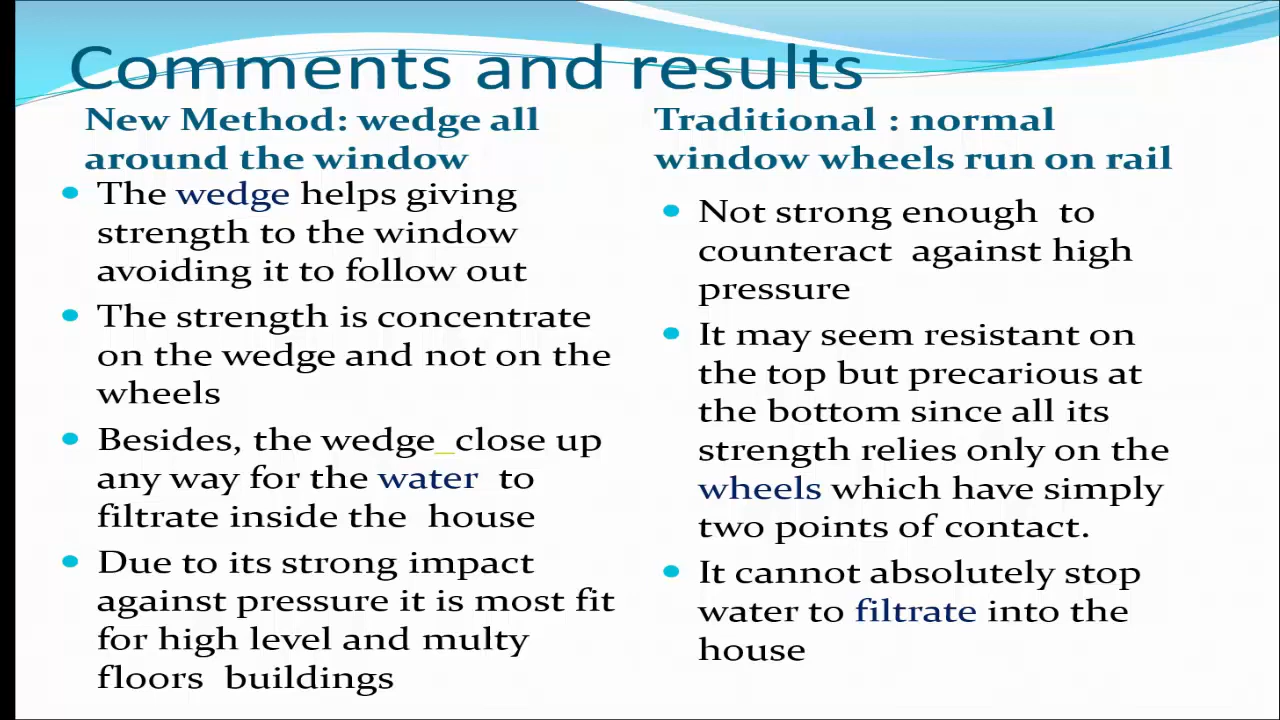 Comments and results
New Method: wedge all
around the window
The wedge helps giving
strength to the window
avoiding it to follow out
The strength is concentrate
on the wedge and not on the
wheels
Besides, the wedge_close up
any way for the water to
filtrate inside the house
Due to its strong impact
against pressure it is most fit
for high level and multy
floors buildings
Traditional : normal
window wheels run on rail
Not strong enough to
counteract against high
pressure
It may seem resistant on
the top but precarious at
the bottom since all its
strength relies only on the
wheels which have simply
two points of contact.
It cannot absolutely stop
water to filtrate into the
house